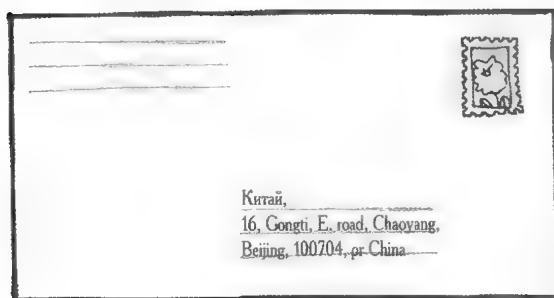 Китай,
16, Gongti, E. road, Chaoyang,
Beijing, 100704, pr China